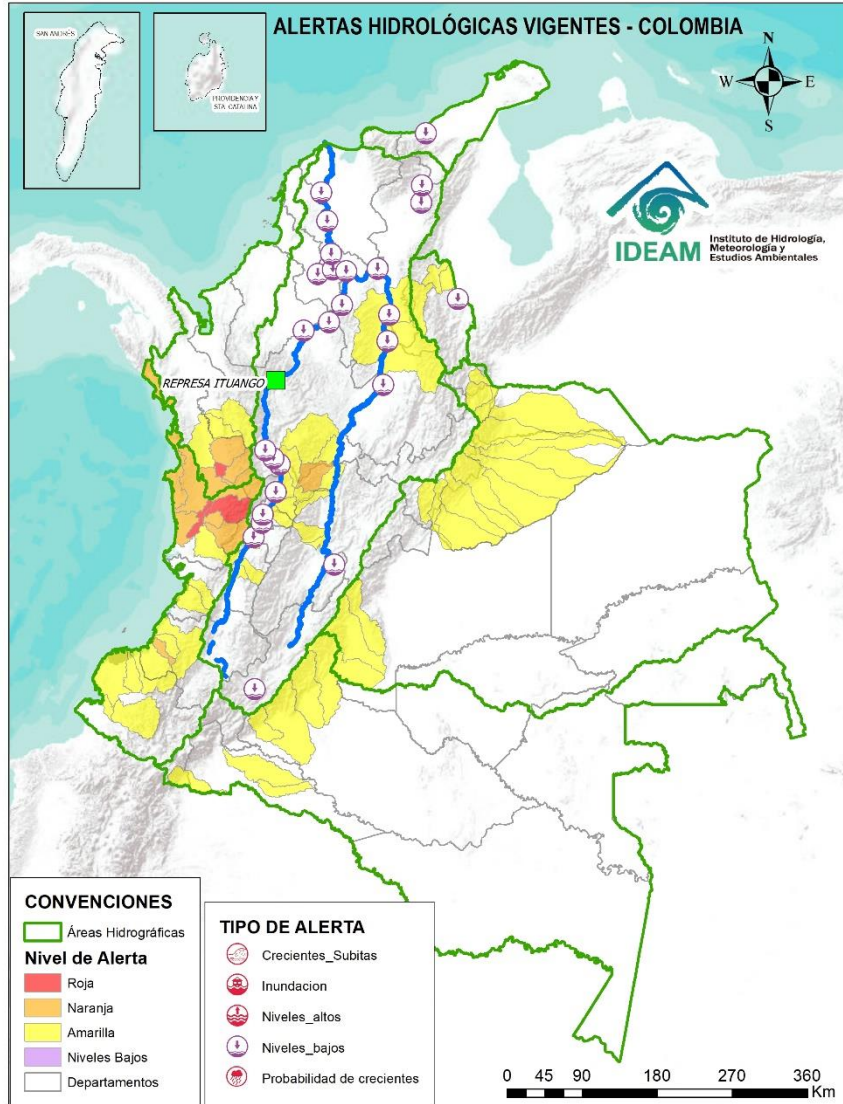 ALERTAS HIDROLÓGICAS VIGENTES - COLOMBIA
SAN ANDRÉS
PROVIDENCIA Y
STA. CATALINA
N
W
E
S
IDEAM
Instituto de Hidrología,
Meteorología y
Estudios Ambientales
REPRESA ITUANGO
CONVENCIONES
Áreas Hidrográficas
Nivel de Alerta
Roja
Naranja
Amarilla
Niveles Bajos
Departamentos
TIPO DE ALERTA
Crecientes_Subitas
Inundacion
Niveles_altos
Niveles_bajos
Probabilidad de crecientes
0 45 90 180 270 360
Km